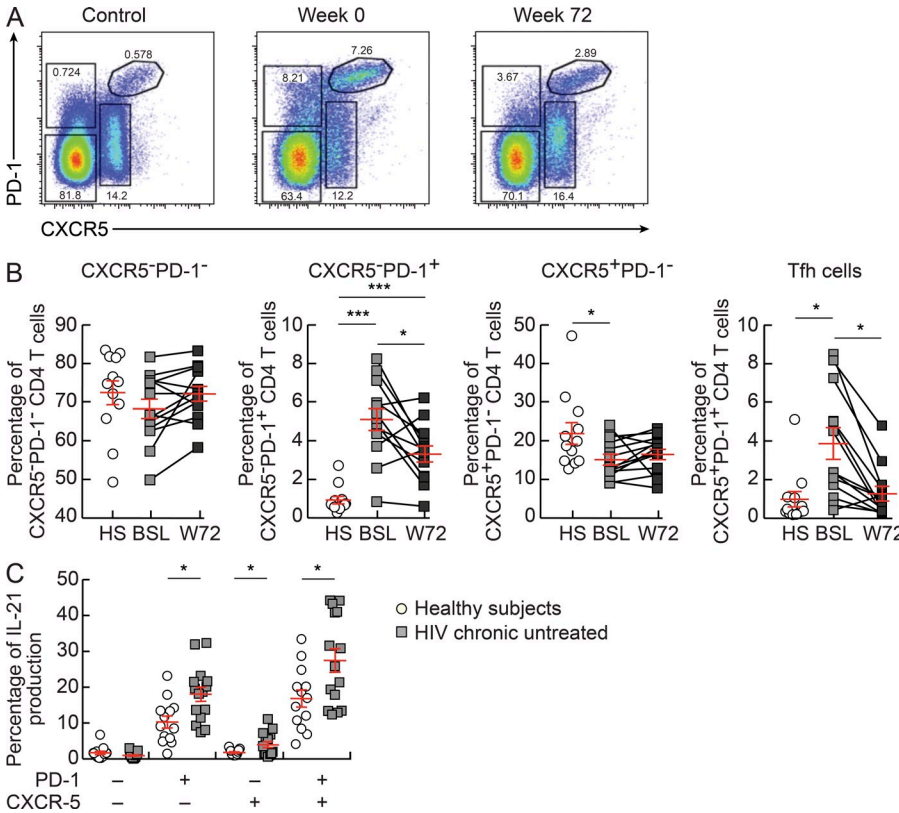 A
Control
Week 0
Week 72
0.724
0.578
81.8
14.2
8.21
7.26
63.4
12.2
3.67
2.89
70.1
16.4
PD-1
CXCR5
B
CXCR5⁻PD-1⁻
Percentage of
CXCR5⁻PD-1⁻ CD4 T cells
90
80
70
60
50
40
HS BSL W72
CXCR5⁻PD-1⁺
Percentage of
CXCR5⁻PD-1⁺ CD4 T cells
10
8
6
4
2
0
***
***
*
HS BSL W72
CXCR5⁺PD-1⁻
Percentage of
CXCR5⁺PD-1⁻ CD4 T cells
50
40
30
20
10
0
*
HS BSL W72
Tfh cells
Percentage of
CXCR5⁺PD-1⁺ CD4 T cells
10
8
6
4
2
0
*
*
HS BSL W72
C
Percentage of IL-21
production
50
40
30
20
10
0
*
*
*
PD-1 – + – +
CXCR-5 – – + +
Healthy subjects
HIV chronic untreated